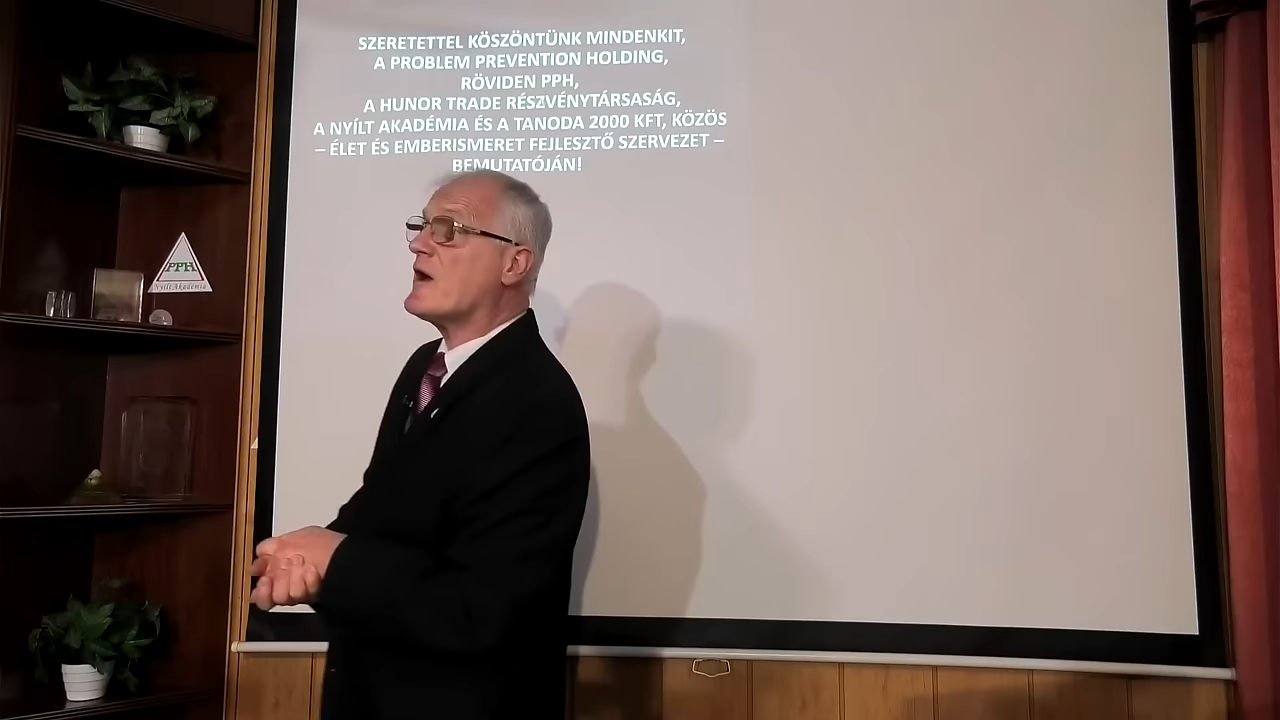 SZERETETTEL KÖSZÖNTÜNK MINDENKIT,
A PROBLEM PREVENTION HOLDING,
RÖVIDEN PPH,
A HUNOR TRADE RÉSZVÉNYTÁRSASÁG,
A NYÍLT AKADÉMIA ÉS A TANODA 2000 KFT, KÖZÖS
– ÉLET ÉS EMBERISMERET FEJLESZTŐ SZERVEZET –
BEMUTATÓJÁN!
PPH
Nyílt Akadémia